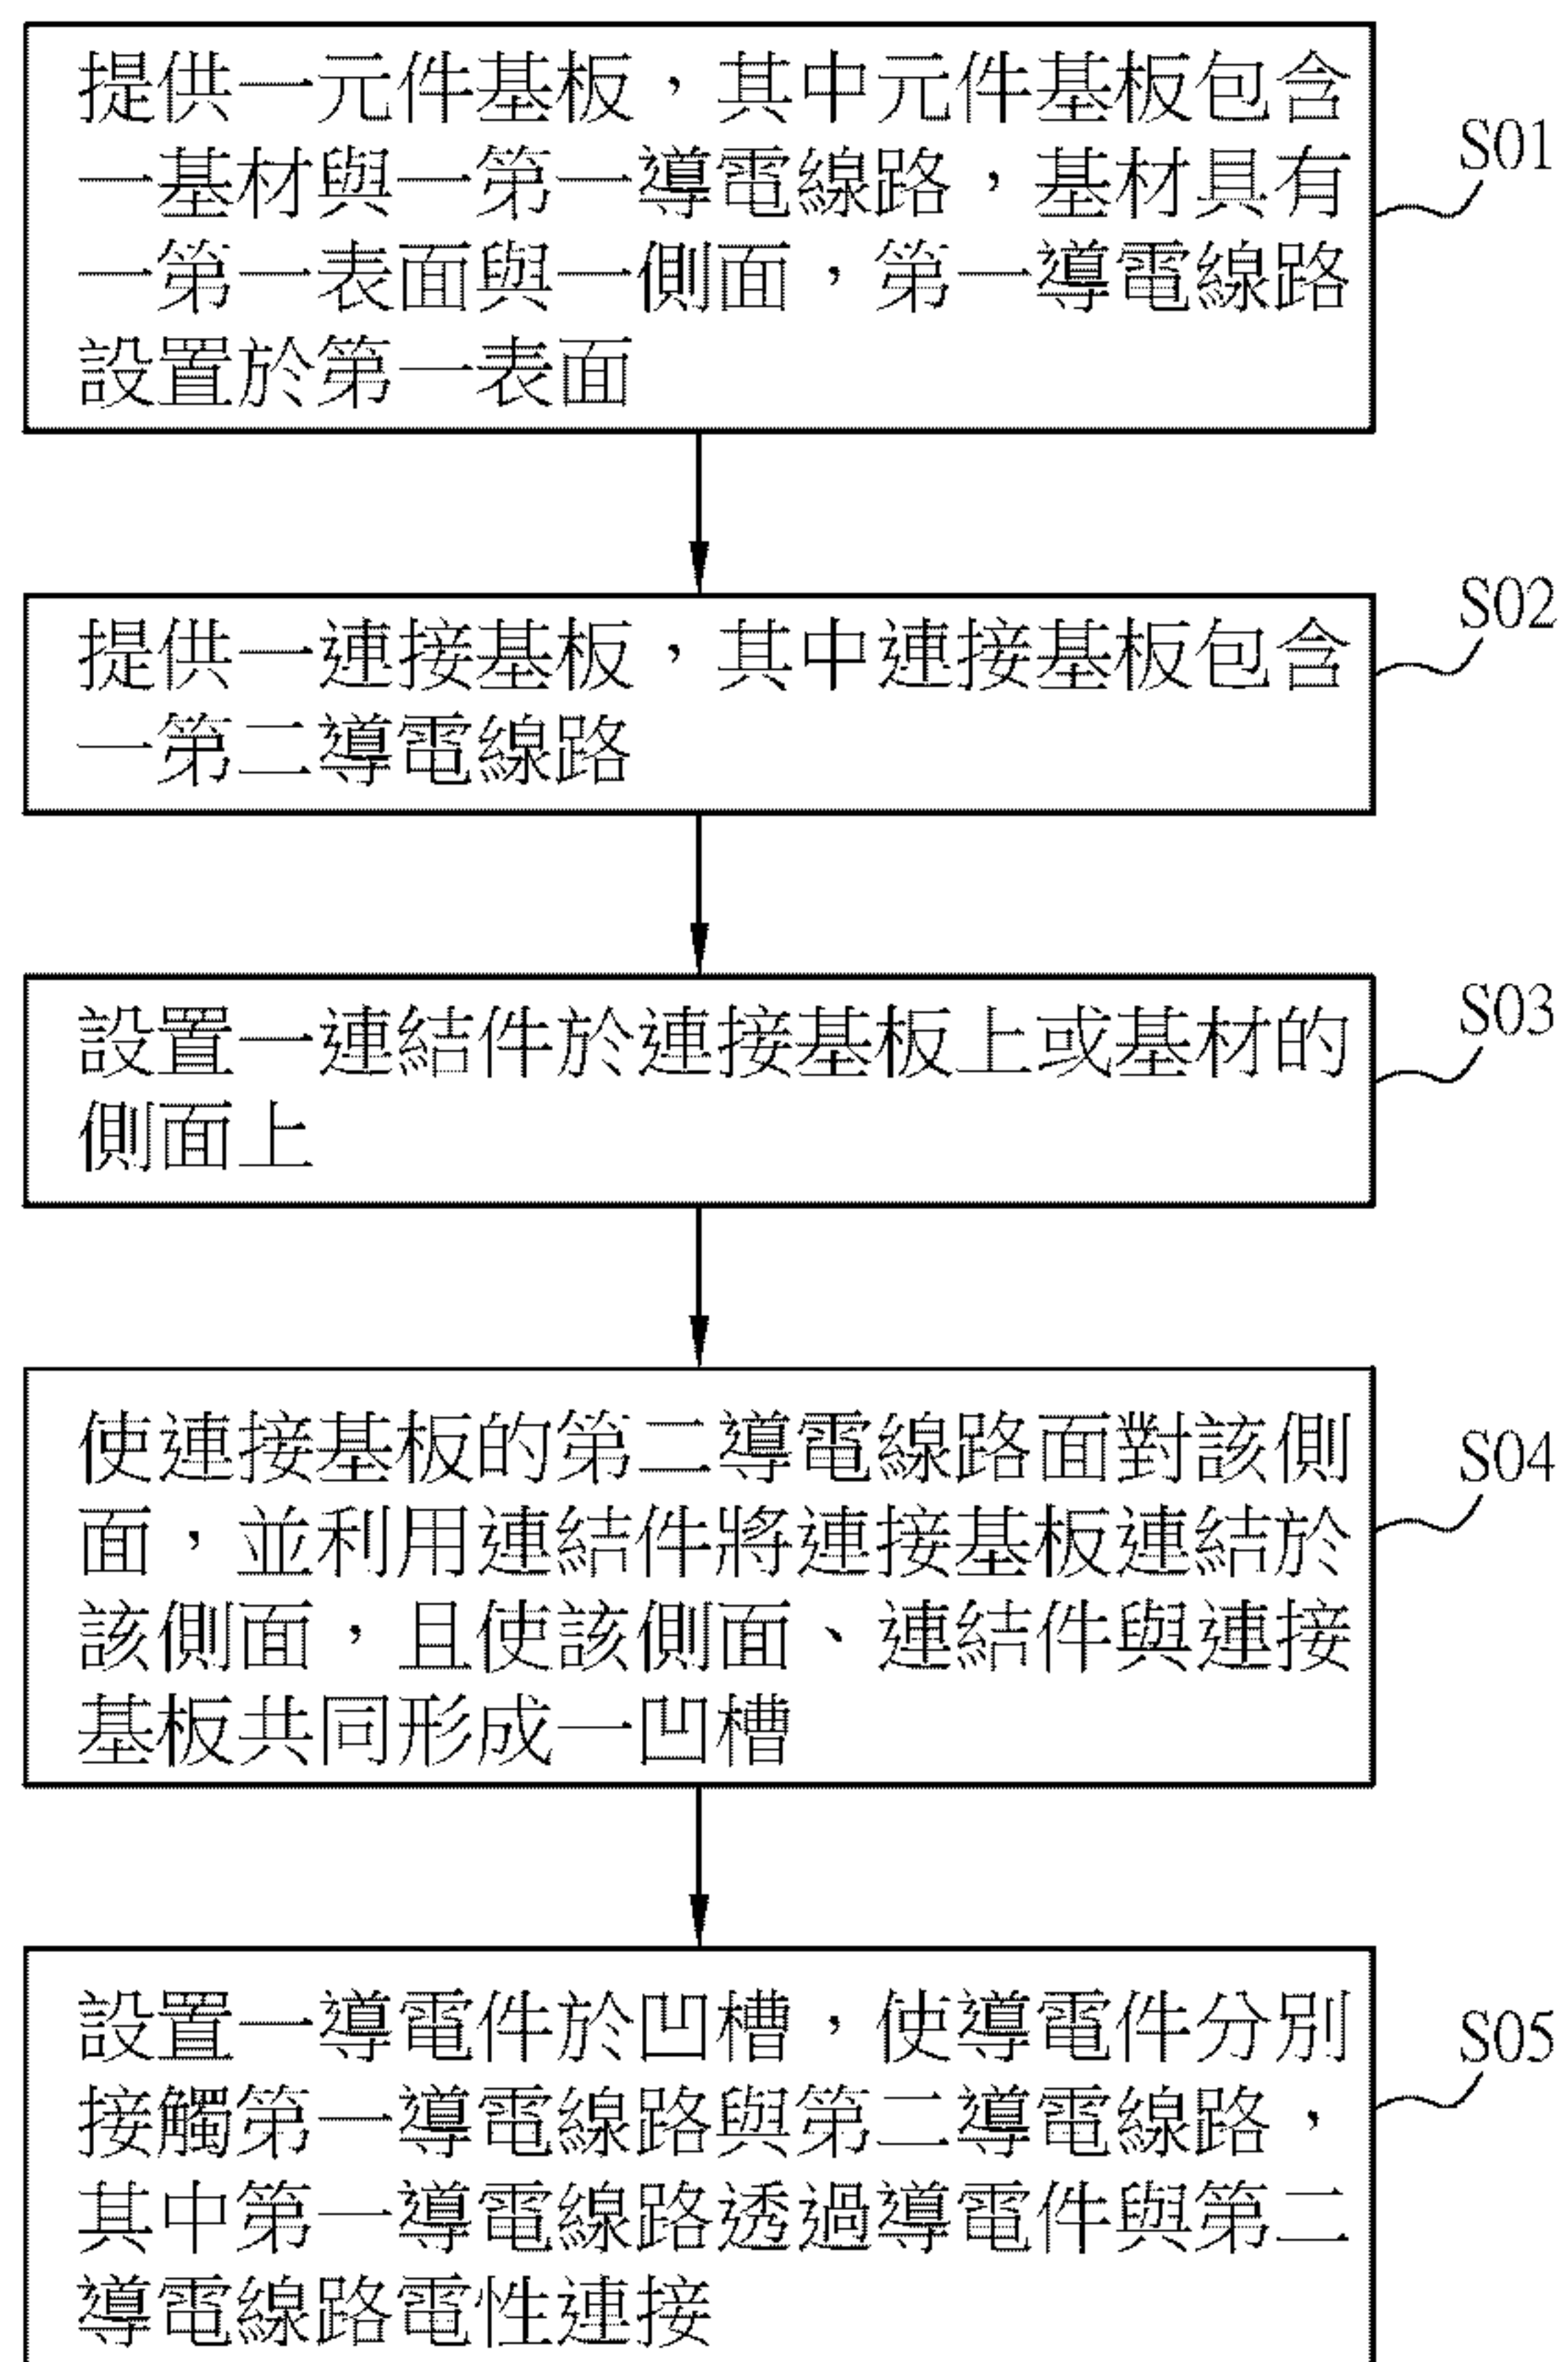 提供一元件基板，其中元件基板包含
一基材與一第一導電線路，基材具有
一第一表面與一側面，第一導電線路
設置於第一表面
S01
提供一連接基板，其中連接基板包含
一第二導電線路
S02
設置一連結件於連接基板上或基材的
側面上
S03
使連接基板的第二導電線路面對該側
面，並利用連結件將連接基板連結於
該側面，且使該側面、連結件與連接
基板共同形成一凹槽
S04
設置一導電件於凹槽，使導電件分別
接觸第一導電線路與第二導電線路，
其中第一導電線路透過導電件與第二
導電線路電性連接
S05